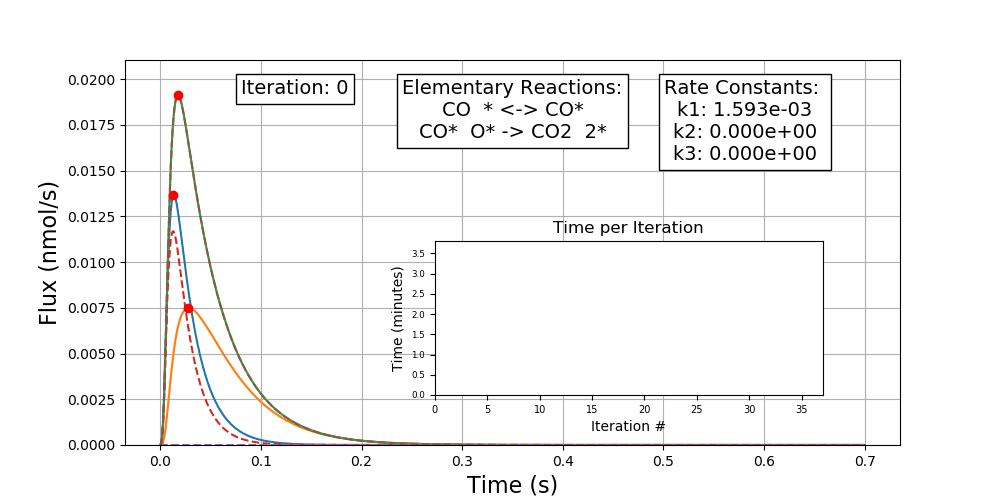 Iteration: 0
Elementary Reactions:
CO  * <-> CO*
CO*  O* -> CO2  2*
Rate Constants:
k1: 1.593e-03
k2: 0.000e+00
k3: 0.000e+00
0.0200
0.0175
0.0150
0.0125
0.0100
0.0075
0.0050
0.0025
0.0000
Flux (nmol/s)
Time per Iteration
3.5
3.0
2.5
2.0
1.5
1.0
0.5
0.0
Time (minutes)
0 5 10 15 20 25 30 35
Iteration #
0.0 0.1 0.2 0.3 0.4 0.5 0.6 0.7
Time (s)